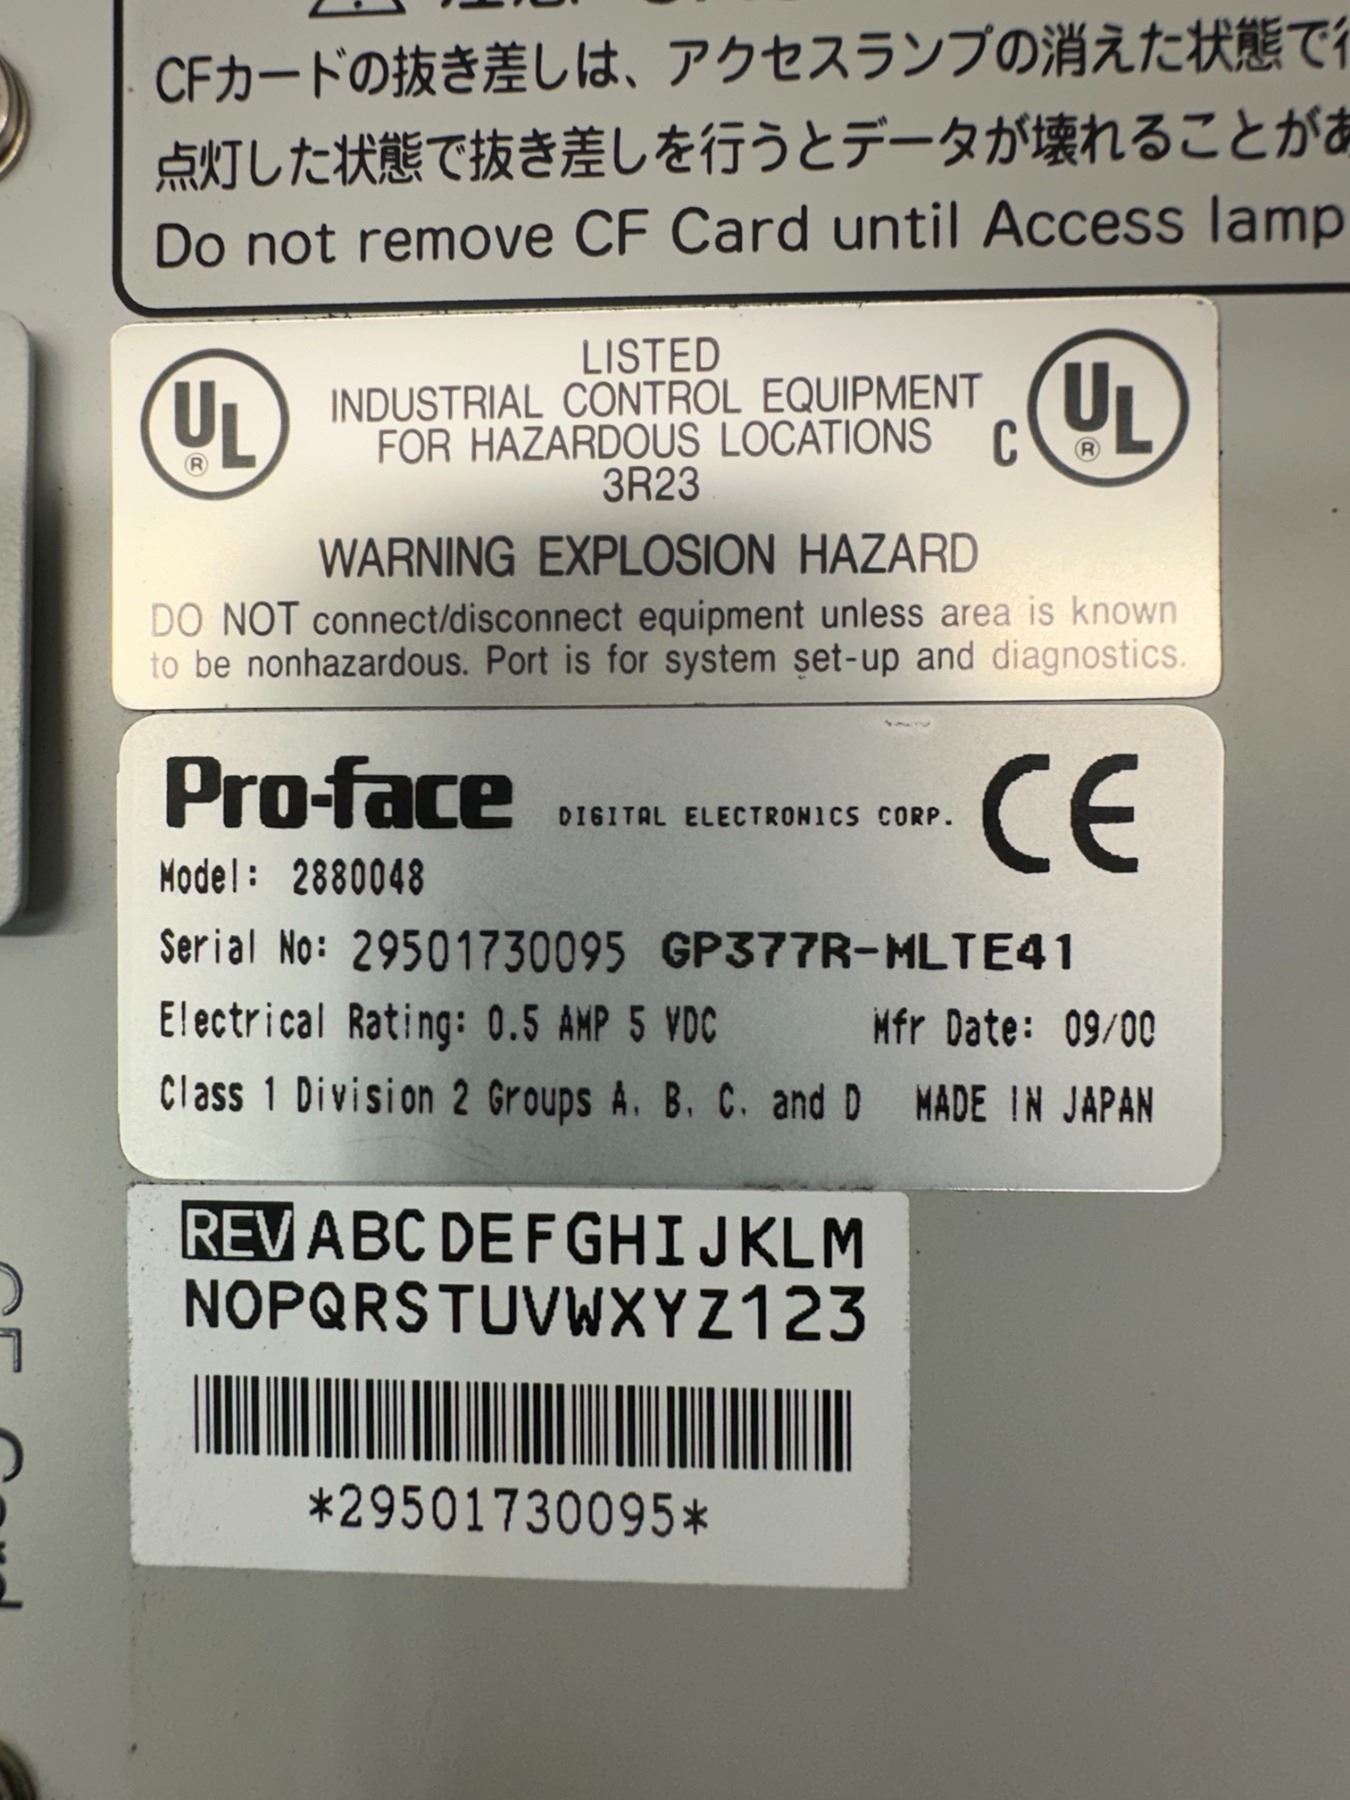 CFカードの抜き差しは、アクセスランプの消えた状態で
点灯した状態で抜き差しを行うとデータが壊れることがあ
Do not remove CF Card until Access lamp
UL ®
LISTED
INDUSTRIAL CONTROL EQUIPMENT
FOR HAZARDOUS LOCATIONS
3R23
C UL ®
WARNING EXPLOSION HAZARD
DO NOT connect/disconnect equipment unless area is known
to be nonhazardous. Port is for system set-up and diagnostics.
Pro-face DIGITAL ELECTRONICS CORP. CE
Model: 2880048
Serial No: 29501730095 GP377R-MLTE41
Electrical Rating: 0.5 AMP 5 VDC Mfr Date: 09/00
Class 1 Division 2 Groups A. B. C. and D MADE IN JAPAN
REV ABCDEFGHIJKLM
NOPQRSTUVWXYZ123
*29501730095*
CF Card